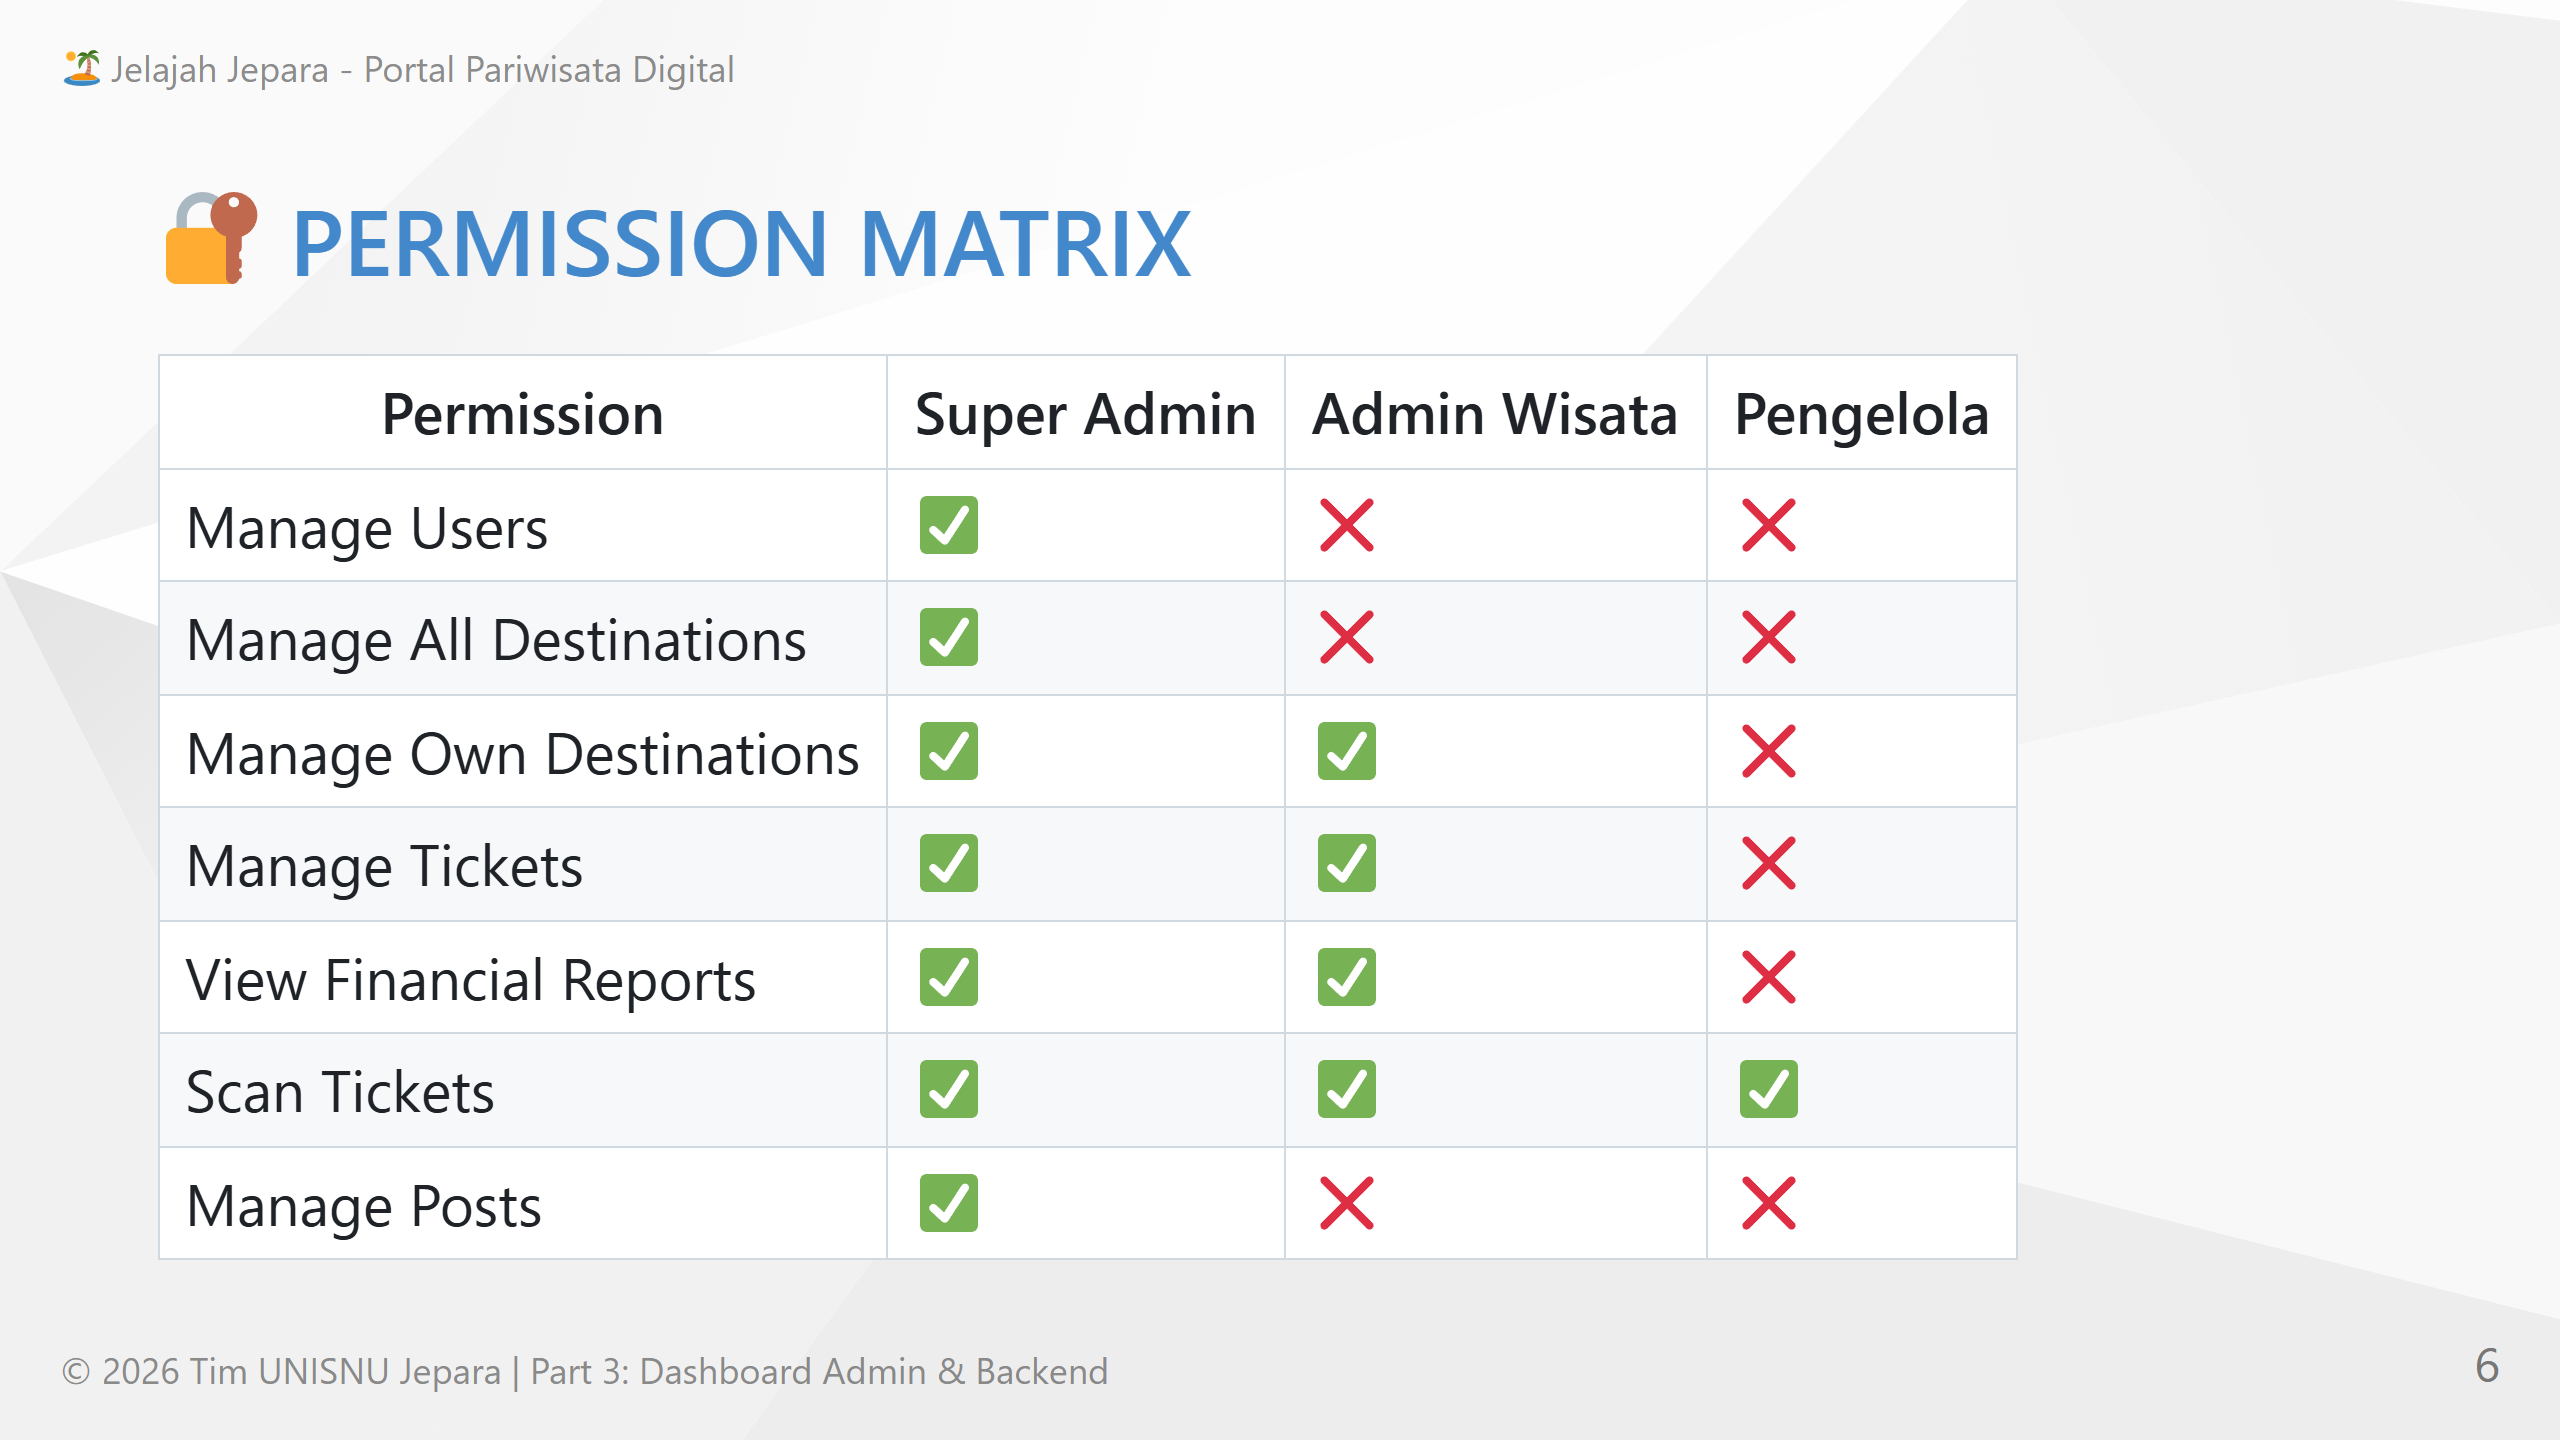 🏝️ Jelajah Jepara - Portal Pariwisata Digital
🔐 PERMISSION MATRIX
Permission Super Admin Admin Wisata Pengelola
Manage Users ✅ ❌ ❌
Manage All Destinations ✅ ❌ ❌
Manage Own Destinations ✅ ✅ ❌
Manage Tickets ✅ ✅ ❌
View Financial Reports ✅ ✅ ❌
Scan Tickets ✅ ✅ ✅
Manage Posts ✅ ❌ ❌
© 2026 Tim UNISNU Jepara | Part 3: Dashboard Admin & Backend
6